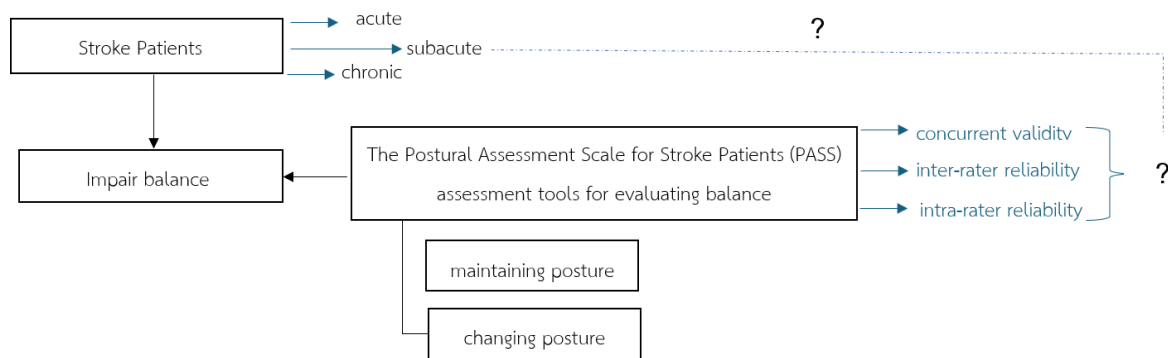 acute
?
Stroke Patients
subacute
chronic
concurrent validity
The Postural Assessment Scale for Stroke Patients (PASS)
assessment tools for evaluating balance
Impair balance
inter-rater reliability
?
intra-rater reliability
maintaining posture
changing posture